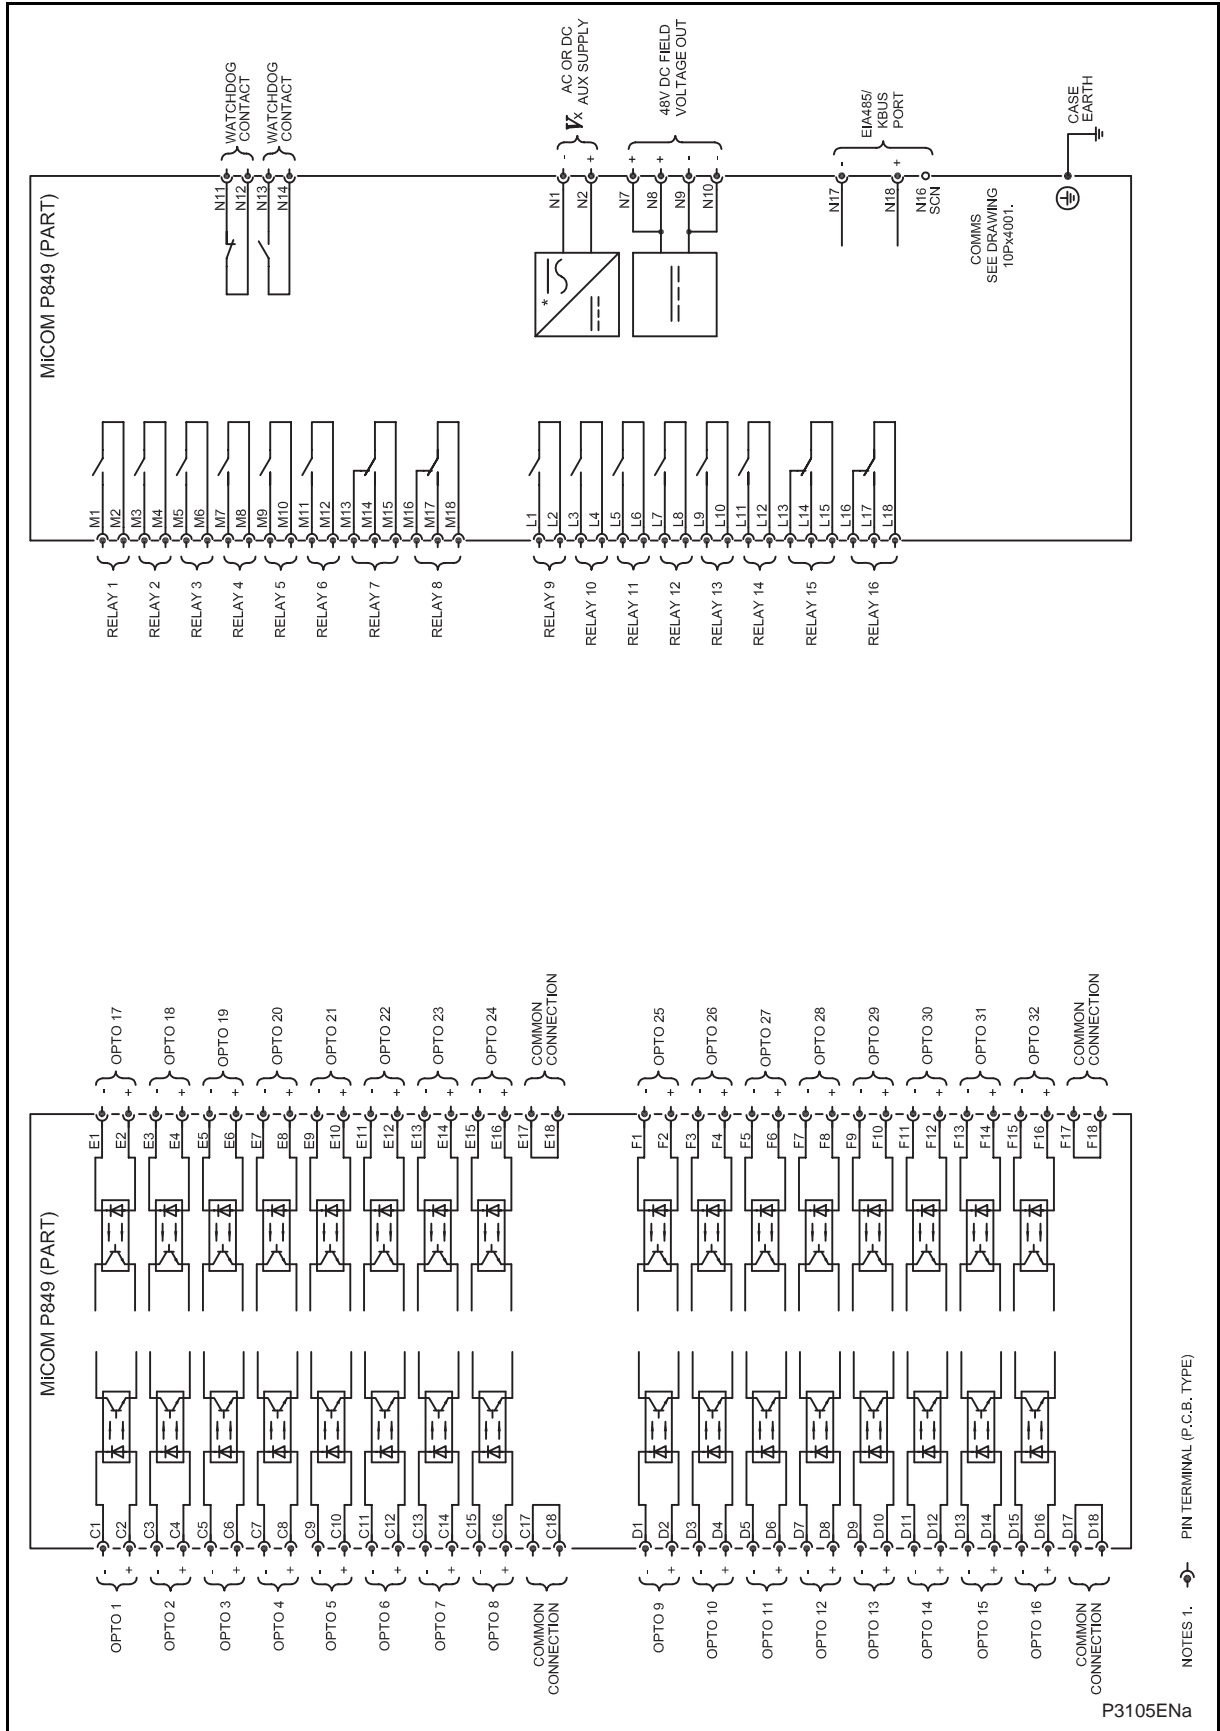 MiCOM P849 (PART)
WATCHDOG
CONTACT
WATCHDOG
CONTACT
N11
N12
N13
N14
Vx
AC OR DC
AUX SUPPLY
-
+
N1
N2
*
48V DC FIELD
VOLTAGE OUT
+
+
-
-
N7
N8
N9
N10
EIA485/
KBUS
PORT
-
+
N17
N18
N16
SCN
COMMS
SEE DRAWING
10Px4001.
CASE
EARTH
M1
M2
M3
M4
M5
M6
M7
M8
M9
M10
M11
M12
M13
M14
M15
M16
M17
M18
RELAY 1
RELAY 2
RELAY 3
RELAY 4
RELAY 5
RELAY 6
RELAY 7
RELAY 8
L1
L2
L3
L4
L5
L6
L7
L8
L9
L10
L11
L12
L13
L14
L15
L16
L17
L18
RELAY 9
RELAY 10
RELAY 11
RELAY 12
RELAY 13
RELAY 14
RELAY 15
RELAY 16
MiCOM P849 (PART)
OPTO 17
OPTO 18
OPTO 19
OPTO 20
OPTO 21
OPTO 22
OPTO 23
OPTO 24
COMMON
CONNECTION
- + - + - + - + - + - + - + - +
E1
E2
E3
E4
E5
E6
E7
E8
E9
E10
E11
E12
E13
E14
E15
E16
E17
E18
OPTO 25
OPTO 26
OPTO 27
OPTO 28
OPTO 29
OPTO 30
OPTO 31
OPTO 32
COMMON
CONNECTION
- + - + - + - + - + - + - + - +
F1
F2
F3
F4
F5
F6
F7
F8
F9
F10
F11
F12
F13
F14
F15
F16
F17
F18
C1
C2
C3
C4
C5
C6
C7
C8
C9
C10
C11
C12
C13
C14
C15
C16
C17
C18
- + - + - + - + - + - + - + - +
OPTO 1
OPTO 2
OPTO 3
OPTO 4
OPTO 5
OPTO 6
OPTO 7
OPTO 8
COMMON
CONNECTION
D1
D2
D3
D4
D5
D6
D7
D8
D9
D10
D11
D12
D13
D14
D15
D16
D17
D18
- + - + - + - + - + - + - + - +
OPTO 9
OPTO 10
OPTO 11
OPTO 12
OPTO 13
OPTO 14
OPTO 15
OPTO 16
COMMON
CONNECTION
NOTES 1. PIN TERMINAL (P.C.B. TYPE)
P3105ENa